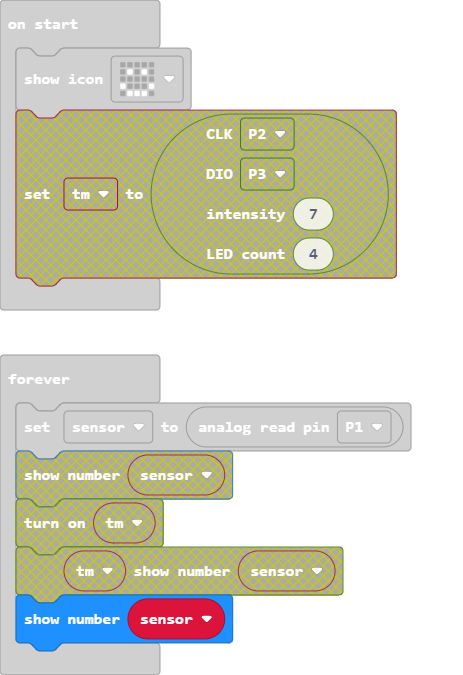 on start
show icon
CLK P2
DIO P3
set tm to
intensity 7
LED count 4
forever
set sensor to analog read pin P1
show number sensor
turn on tm
tm show number sensor
show number sensor